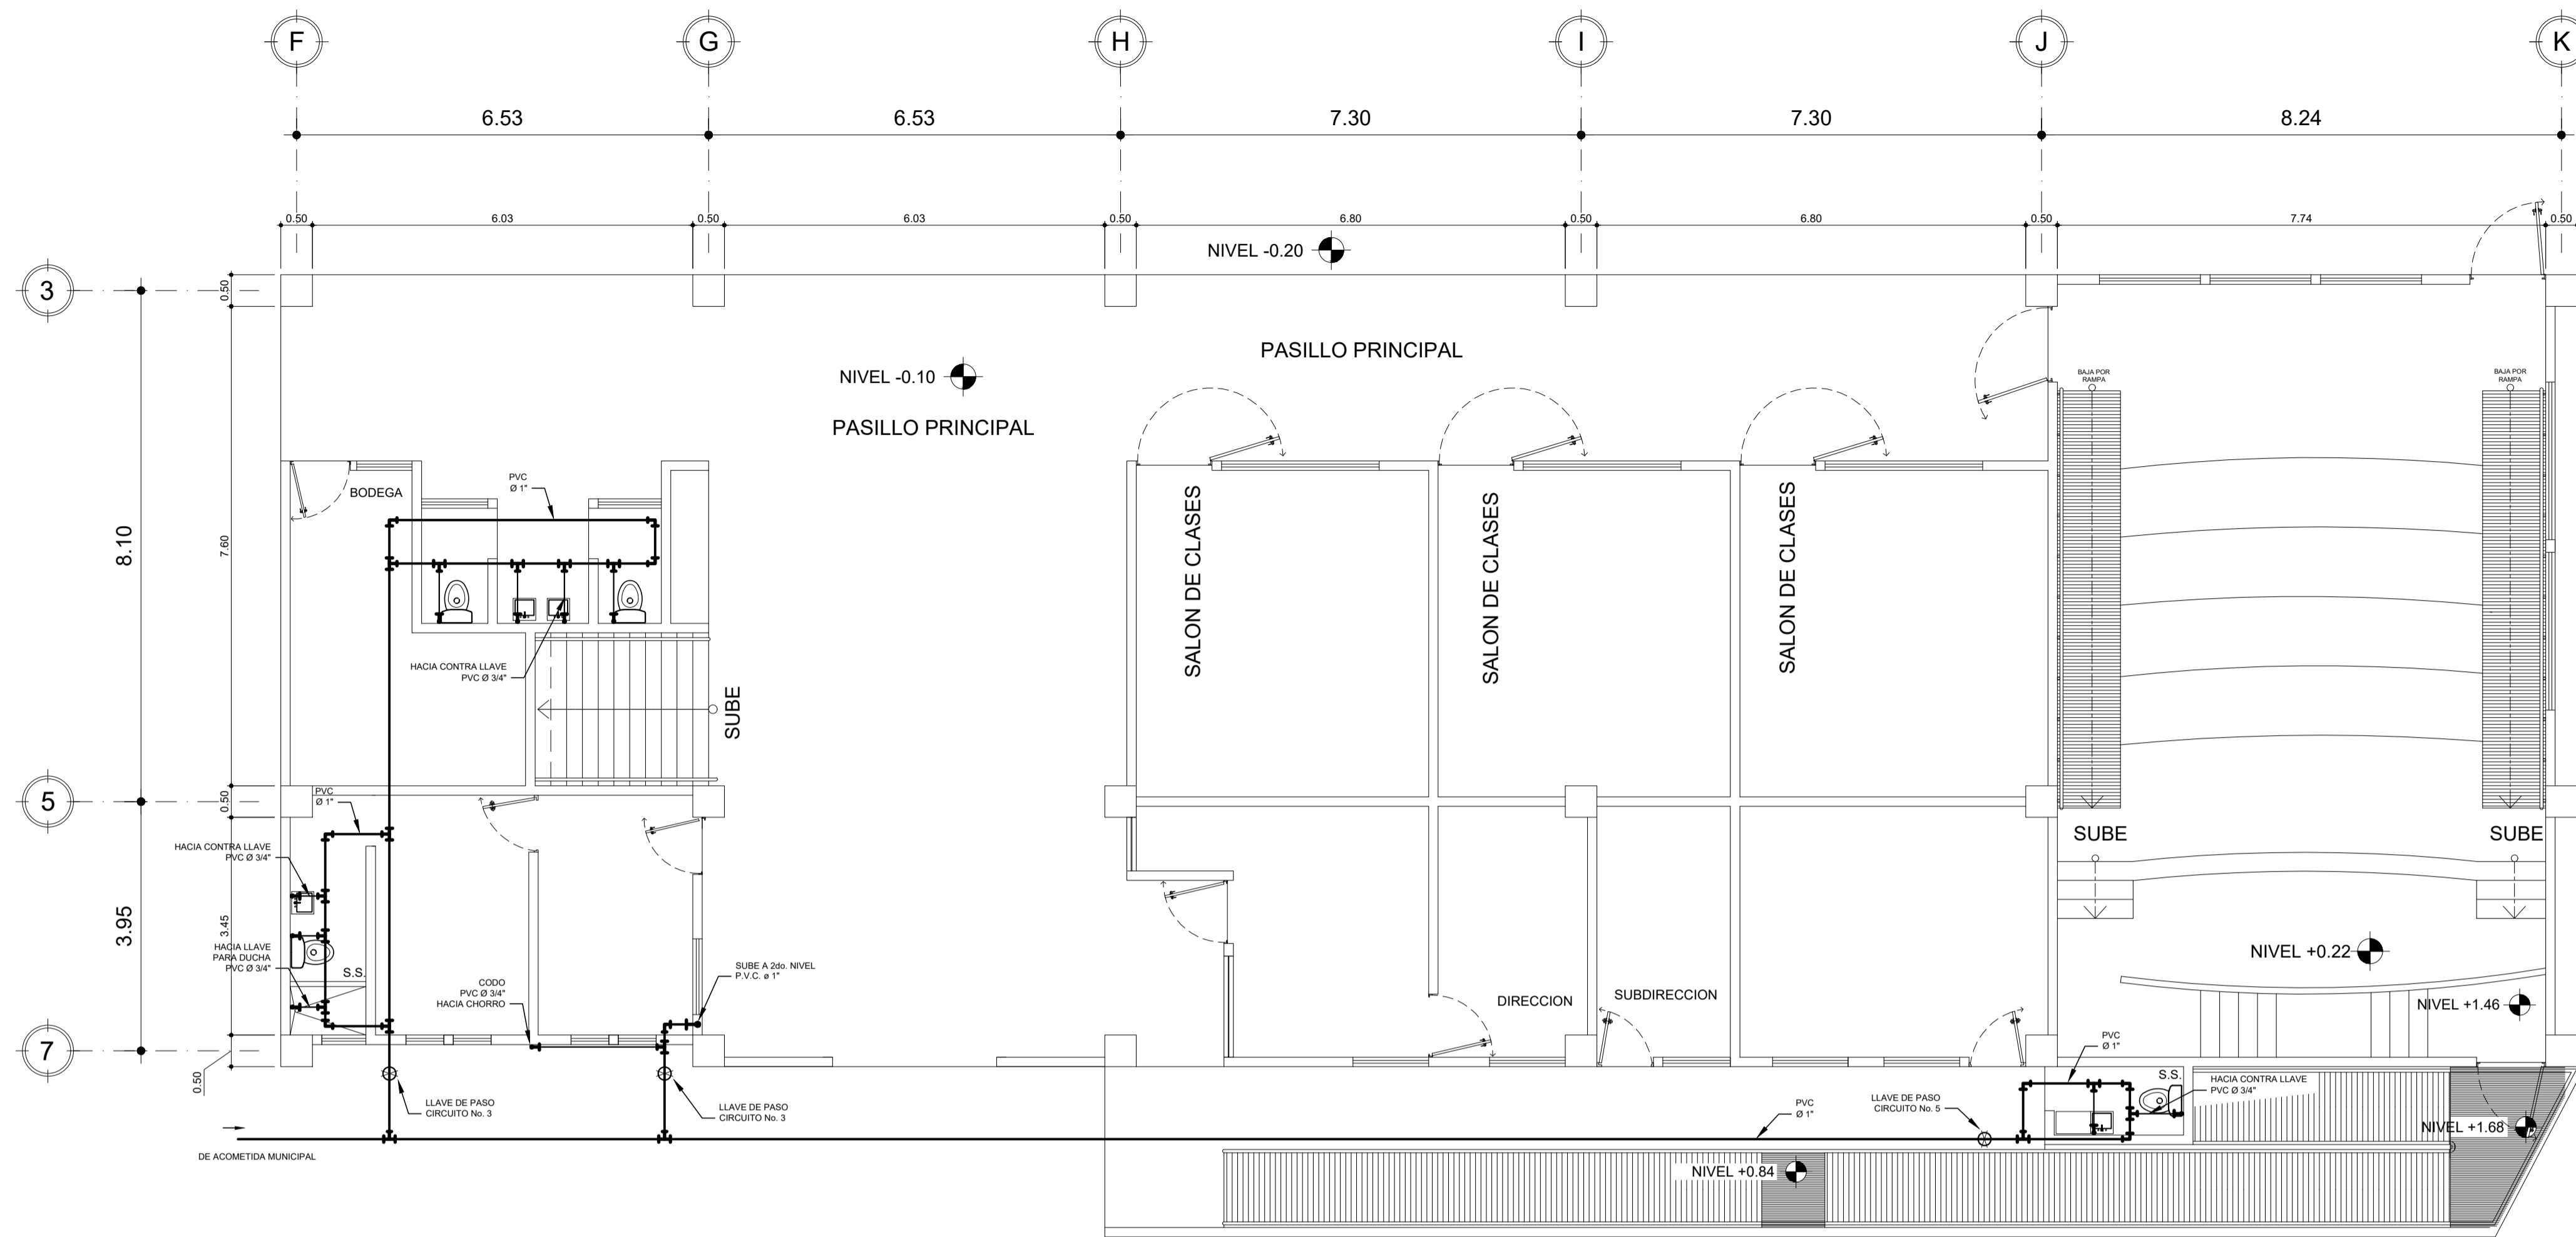 F
G
H
I
J
K
6.53
6.53
7.30
7.30
8.24
0.50
6.03
0.50
6.03
0.50
6.80
0.50
6.80
0.50
7.74
0.50
NIVEL -0.20
3
0.50
PASILLO PRINCIPAL
NIVEL -0.10
PASILLO PRINCIPAL
BAJA POR
RAMPA
BAJA POR
RAMPA
BODEGA
PVC
Ø 1"
8.10
7.60
SALON DE CLASES
SALON DE CLASES
SALON DE CLASES
HACIA CONTRA LLAVE
PVC Ø 3/4"
SUBE
5
0.50
PVC
Ø 1"
SUBE
SUBE
HACIA CONTRA LLAVE
PVC Ø 3/4"
3.95
3.45
HACIA LLAVE
PARA DUCHA
PVC Ø 3/4"
S.S.
CODO
PVC Ø 3/4"
HACIA CHORRO
SUBE A 2do. NIVEL
P.V.C. ø 1"
NIVEL +0.22
DIRECCION
SUBDIRECCION
NIVEL +1.46
7
0.50
PVC
Ø 1"
S.S.
HACIA CONTRA LLAVE
PVC Ø 3/4"
LLAVE DE PASO
CIRCUITO No. 3
LLAVE DE PASO
CIRCUITO No. 3
PVC
Ø 1"
LLAVE DE PASO
CIRCUITO No. 5
NIVEL +1.68
DE ACOMETIDA MUNICIPAL
NIVEL +0.84